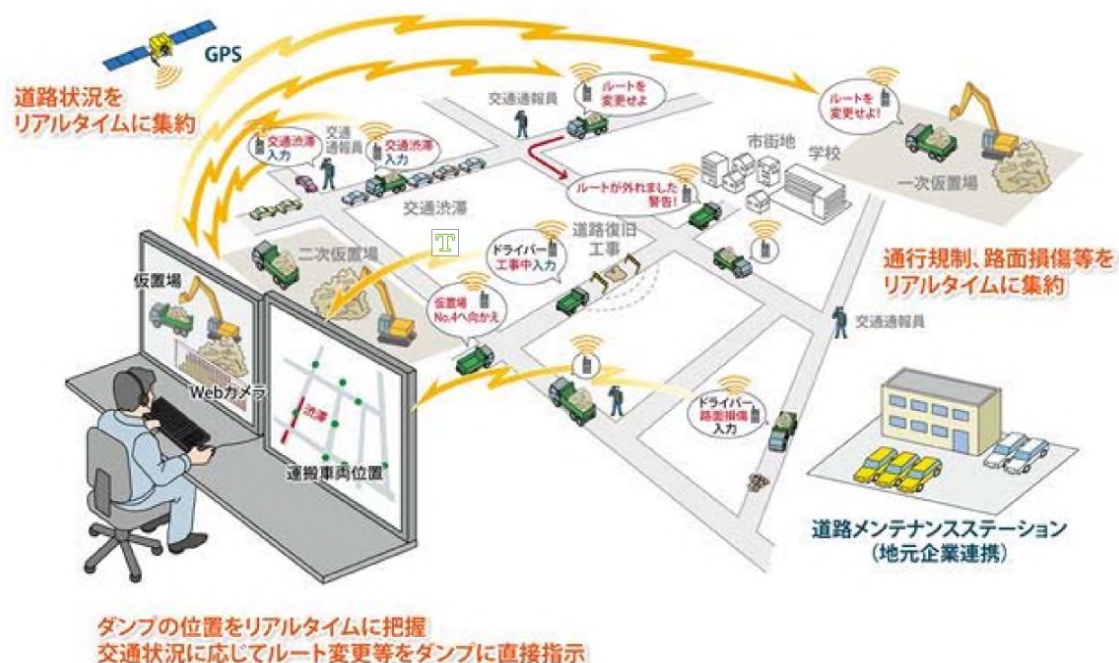 GPS
道路状況を
リアルタイムに集約
交通通報員
ルートを
変更せよ
ルートを
変更せよ!
交通渋滞
入力
交通
通報員
交通渋滞
入力
市街地
学校
一次仮置場
ルートが外れました
警告!
交通渋滞
T
道路復旧
工事
二次仮置場
ドライバー
工事中入力
通行規制、路面損傷等を
リアルタイムに集約
仮置場
仮置場
No.4へ向かえ
交通通報員
Webカメラ
渋滞
運搬車両位置
ドライバー
路面損傷
入力
道路メンテナンスステーション
(地元企業連携)
ダンプの位置をリアルタイムに把握
交通状況に応じてルート変更等をダンプに直接指示